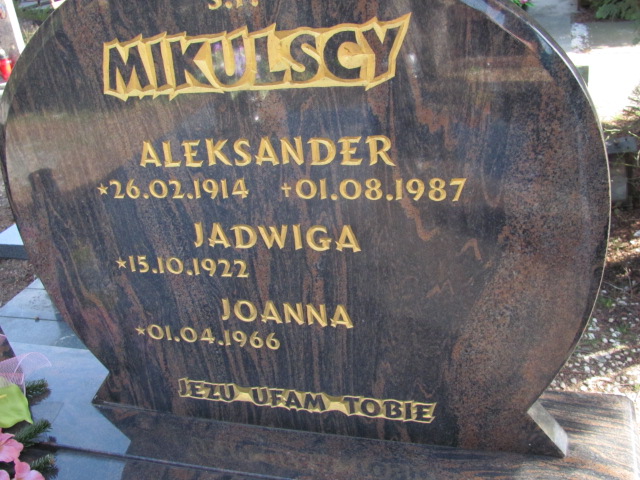 Ś.P.
MIKULSCY
ALEKSANDER
*26.02.1914 +01.08.1987
JADWIGA
*15.10.1922
JOANNA
*01.04.1966
JEZU UFAM TOBIE